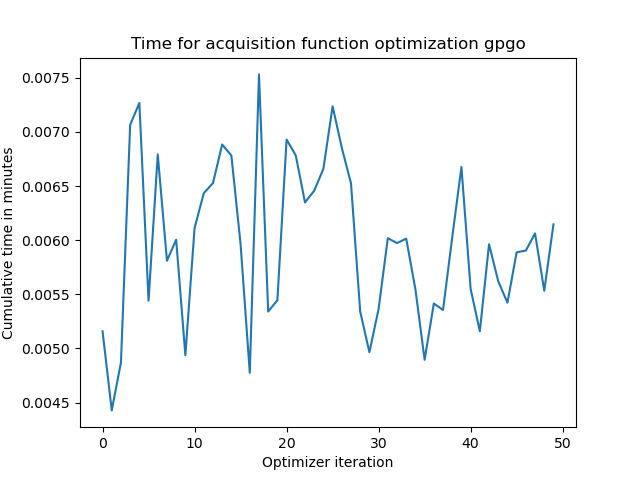 Time for acquisition function optimization gpgo
Cumulative time in minutes
0.0075
0.0070
0.0065
0.0060
0.0055
0.0050
0.0045
0 10 20 30 40 50
Optimizer iteration